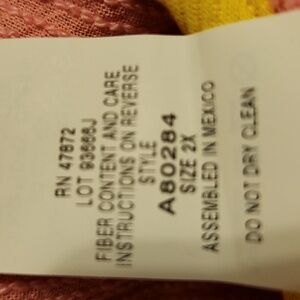 RN 47872
LOT 93668J
FIBER CONTENT AND CARE
INSTRUCTIONS ON REVERSE
STYLE
A80284
SIZE 2X
ASSEMBLED IN MEXICO
DO NOT DRY CLEAN